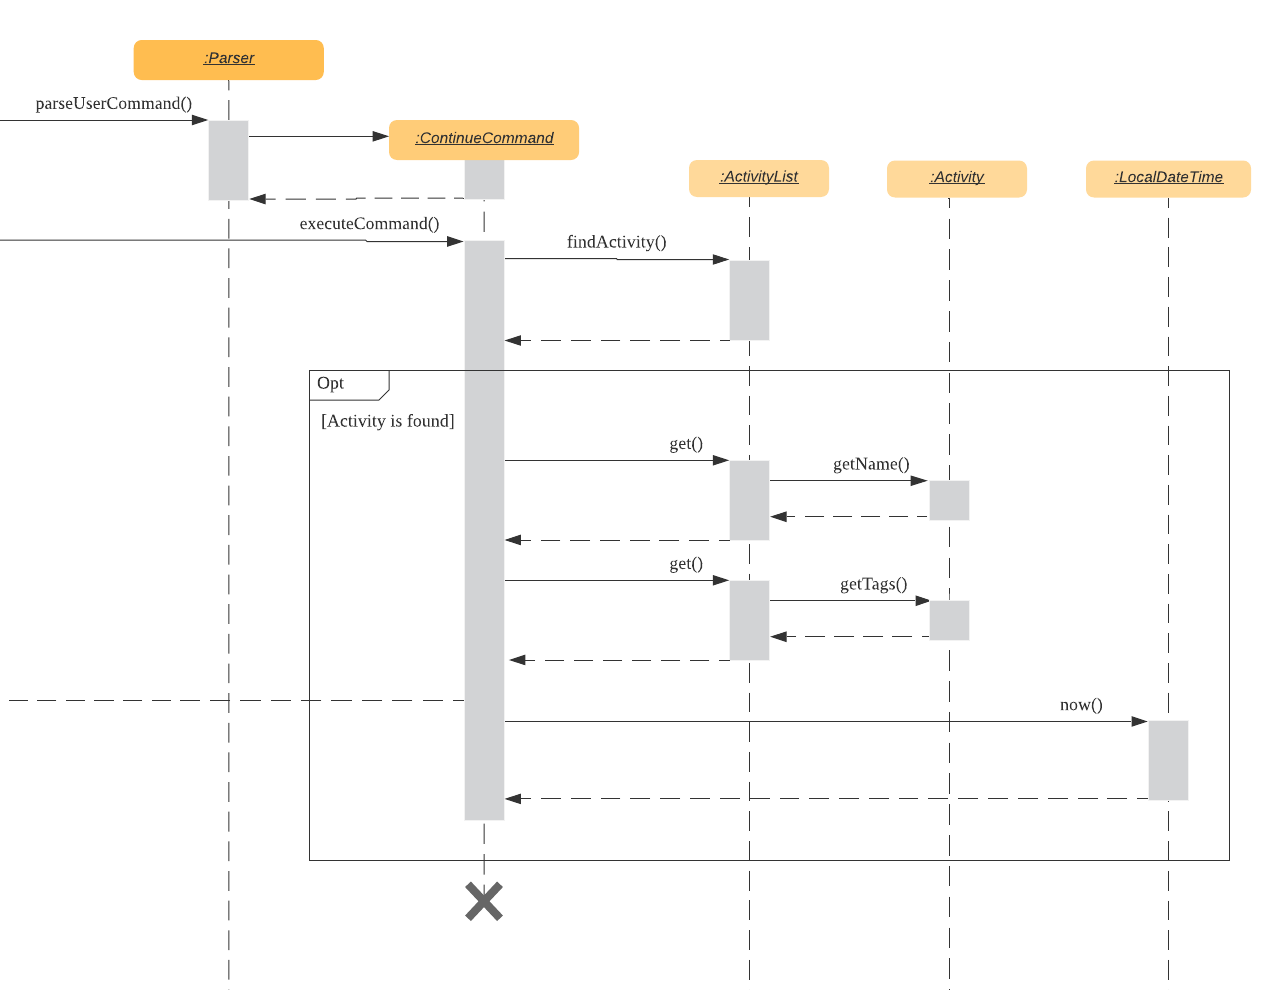 :Parser
parseUserCommand()
:ContinueCommand
:ActivityList
:Activity
:LocalDateTime
executeCommand()
findActivity()
Opt
[Activity is found]
get()
getName()
get()
getTags()
now()